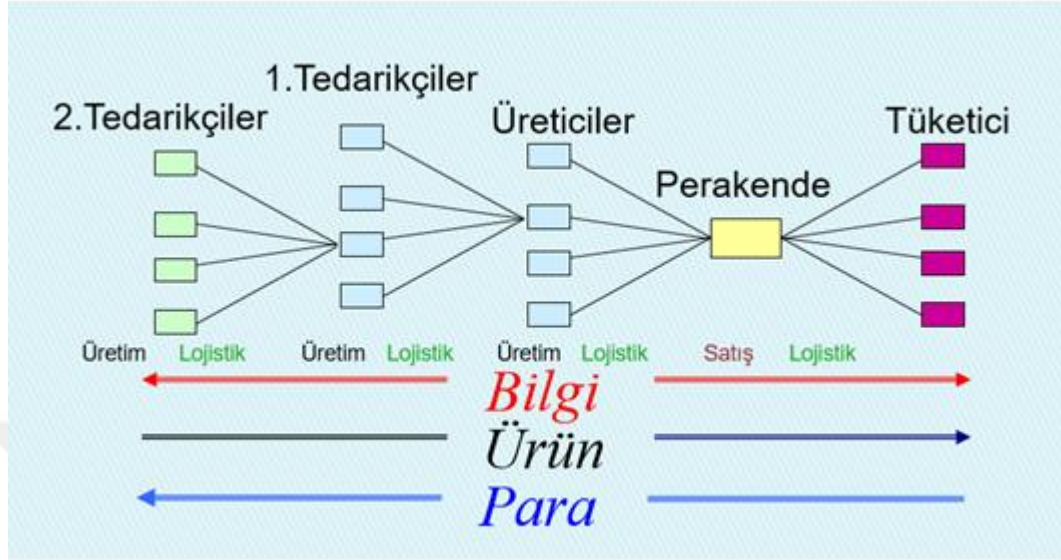 1.Tedarikçiler
2.Tedarikçiler
Üreticiler
Tüketici
Perakende
Üretim Lojistik Üretim Lojistik Üretim Lojistik Satış Lojistik
Bilgi
Ürün
Para